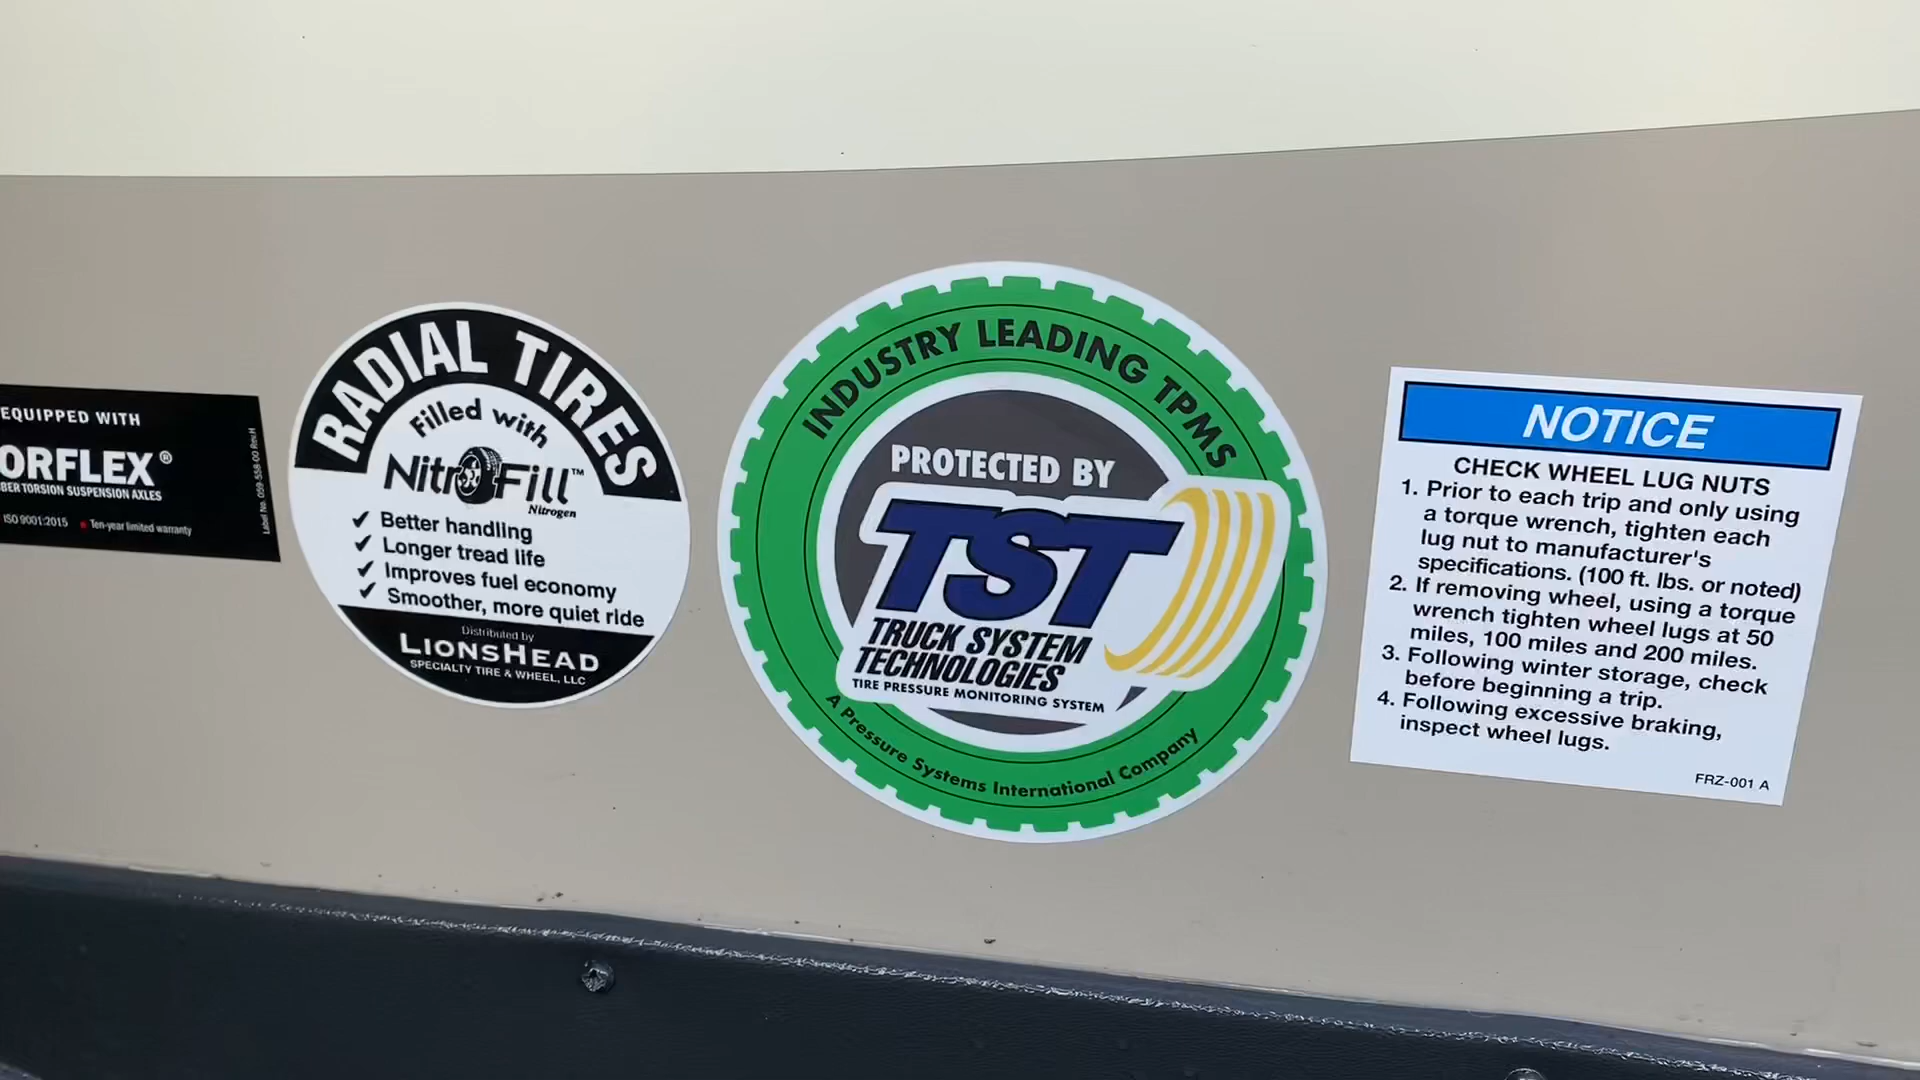 EQUIPPED WITH
ORFLEX®
BER TORSION SUSPENSION AXLES
ISO 9001:2015 Ten-year limited warranty
Label No. 059-558-00 Rev.H
RADIAL TIRES
Filled with
NitroFill™
Nitrogen
✔ Better handling
✔ Longer tread life
✔ Improves fuel economy
✔ Smoother, more quiet ride
Distributed by
LIONSHEAD
SPECIALTY TIRE & WHEEL, LLC
INDUSTRY LEADING TPMS
PROTECTED BY
TST
TRUCK SYSTEM
TECHNOLOGIES
TIRE PRESSURE MONITORING SYSTEM
A Pressure Systems International Company
NOTICE
CHECK WHEEL LUG NUTS
1. Prior to each trip and only using
a torque wrench, tighten each
lug nut to manufacturer's
specifications. (100 ft. lbs. or noted)
2. If removing wheel, using a torque
wrench tighten wheel lugs at 50
miles, 100 miles and 200 miles.
3. Following winter storage, check
before beginning a trip.
4. Following excessive braking,
inspect wheel lugs.
FRZ-001 A